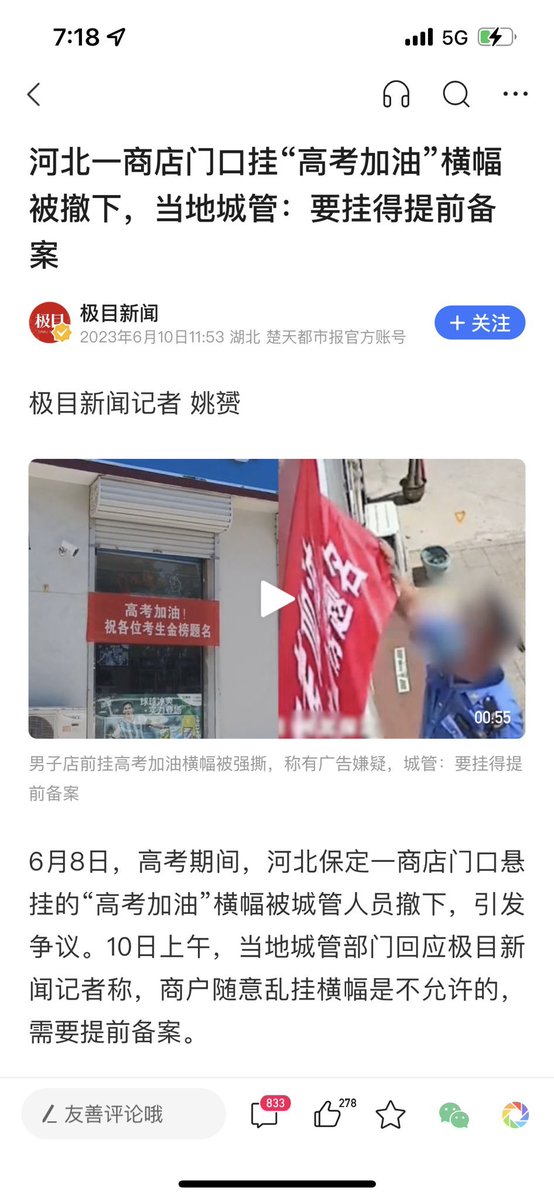 7:18
5G
河北一商店门口挂“高考加油”横幅
被撤下，当地城管：要挂得提前备
案
极目
极目新闻
2023年6月10日11:53 湖北 楚天都市报官方账号
+ 关注
极目新闻记者 姚赟
高考加油！
祝各位考生金榜题名
题名
00:55
男子店前挂高考加油横幅被强撕，称有广告嫌疑，城管：要挂得提
前备案
6月8日，高考期间，河北保定一商店门口悬
挂的“高考加油”横幅被城管人员撤下，引发
争议。10日上午，当地城管部门回应极目新
闻记者称，商户随意乱挂横幅是不允许的，
需要提前备案。
友善评论哦
833
278